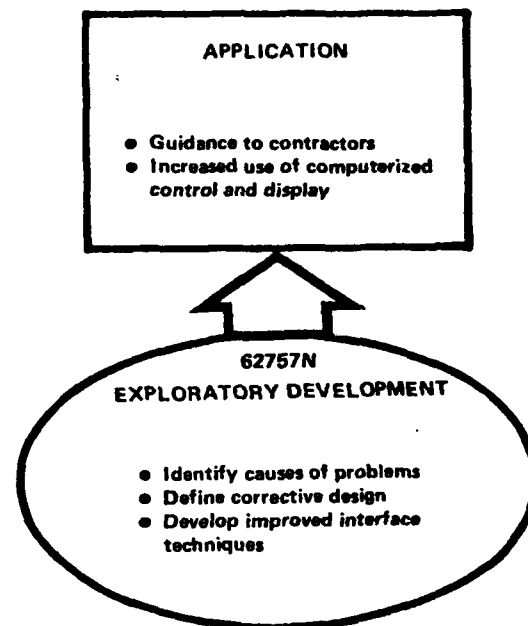 APPLICATION
● Guidance to contractors
● Increased use of computerized
control and display
62757N
EXPLORATORY DEVELOPMENT
● Identify causes of problems
● Define corrective design
● Develop improved interface
techniques